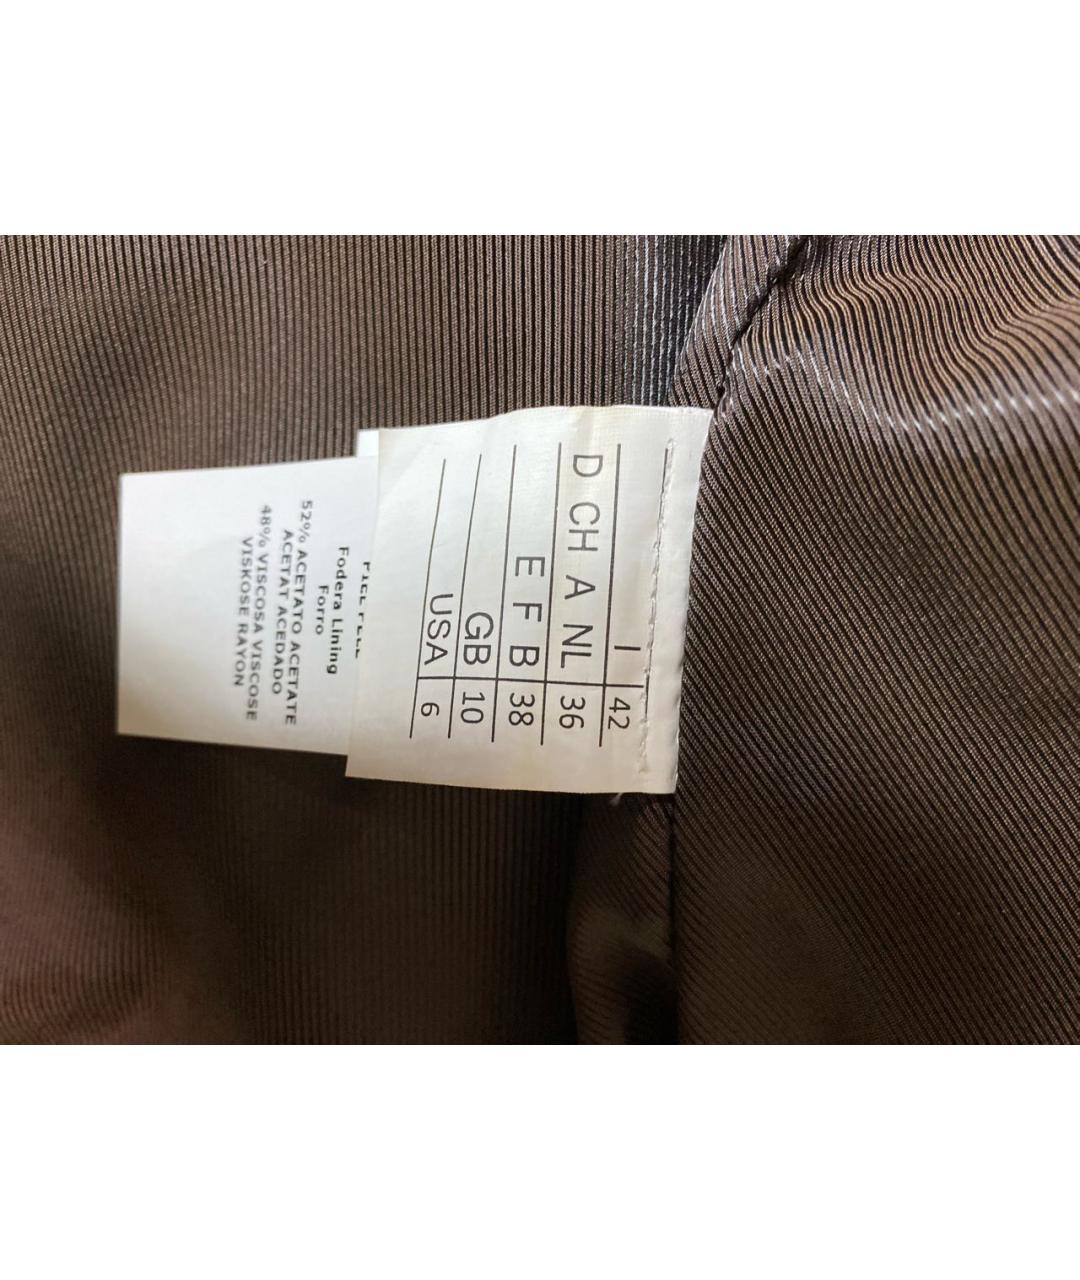 I 42
D CH A NL 36
E F B 38
GB 10
USA 6
Fodera Lining
Forro
52% ACETATO ACETATE
ACETAT ACEDADO
48% VISCOSA VISCOSE
VISKOSE RAYON